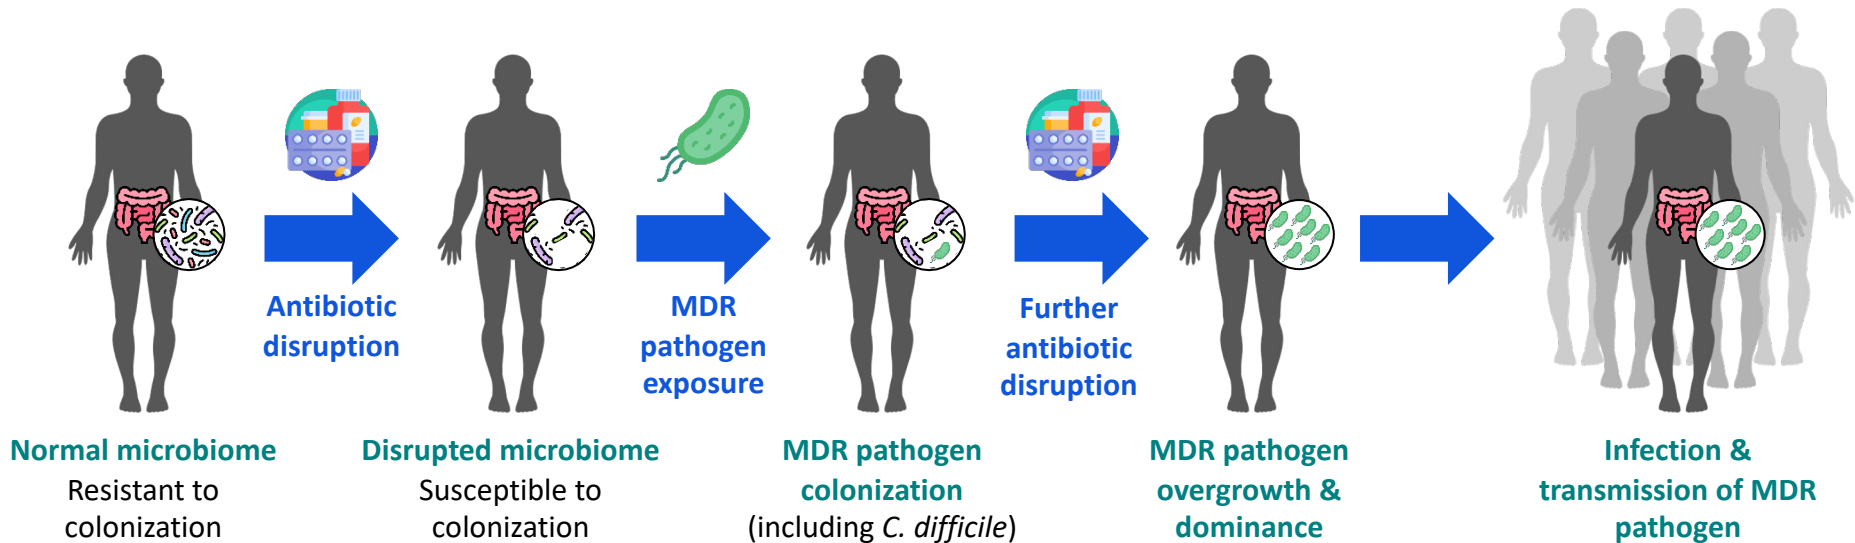 Antibiotic
disruption
MDR
pathogen
exposure
Further
antibiotic
disruption
Normal microbiome
Resistant to
colonization
Disrupted microbiome
Susceptible to
colonization
MDR pathogen
colonization
(including C. difficile)
MDR pathogen
overgrowth &
dominance
Infection &
transmission of MDR
pathogen